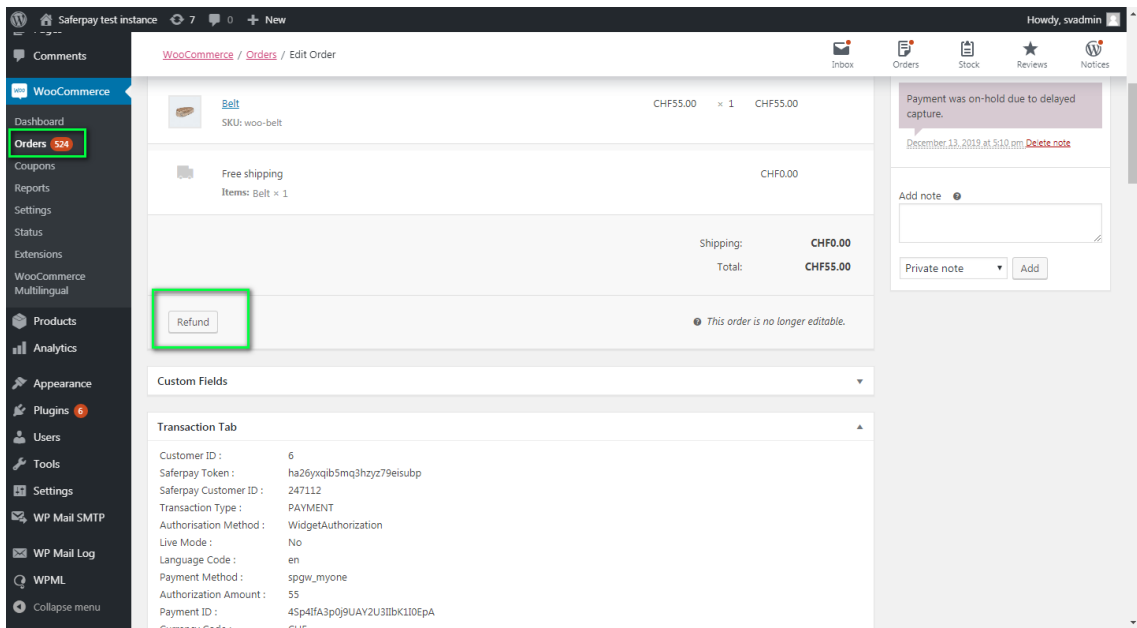 Saferpay test instance 7 0 + New Howdy, svadmin
Pages
Comments
WooCommerce
Dashboard
Orders 524
Coupons
Reports
Settings
Status
Extensions
WooCommerce
Multilingual
Products
Analytics
Appearance
Plugins 6
Users
Tools
Settings
WP Mail SMTP
WP Mail Log
WPML
Collapse menu
WooCommerce / Orders / Edit Order
Inbox Orders Stock Reviews Notices
Belt CHF55.00 × 1 CHF55.00
SKU: woo-belt
Free shipping CHF0.00
Items: Belt × 1
Shipping: CHF0.00
Total: CHF55.00
Refund This order is no longer editable.
Custom Fields
Transaction Tab
Customer ID : 6
Saferpay Token : ha26yxqib5mq3hzyz79eisubp
Saferpay Customer ID : 247112
Transaction Type : PAYMENT
Authorisation Method : WidgetAuthorization
Live Mode : No
Language Code : en
Payment Method : spgw_myone
Authorization Amount : 55
Payment ID : 4Sp4IfA3p0j9UAY2U3IIbK1I0EpA
Currency Code : CHF
Payment was on-hold due to delayed
capture.
December 13, 2019 at 5:10 pm Delete note
Add note
Private note Add